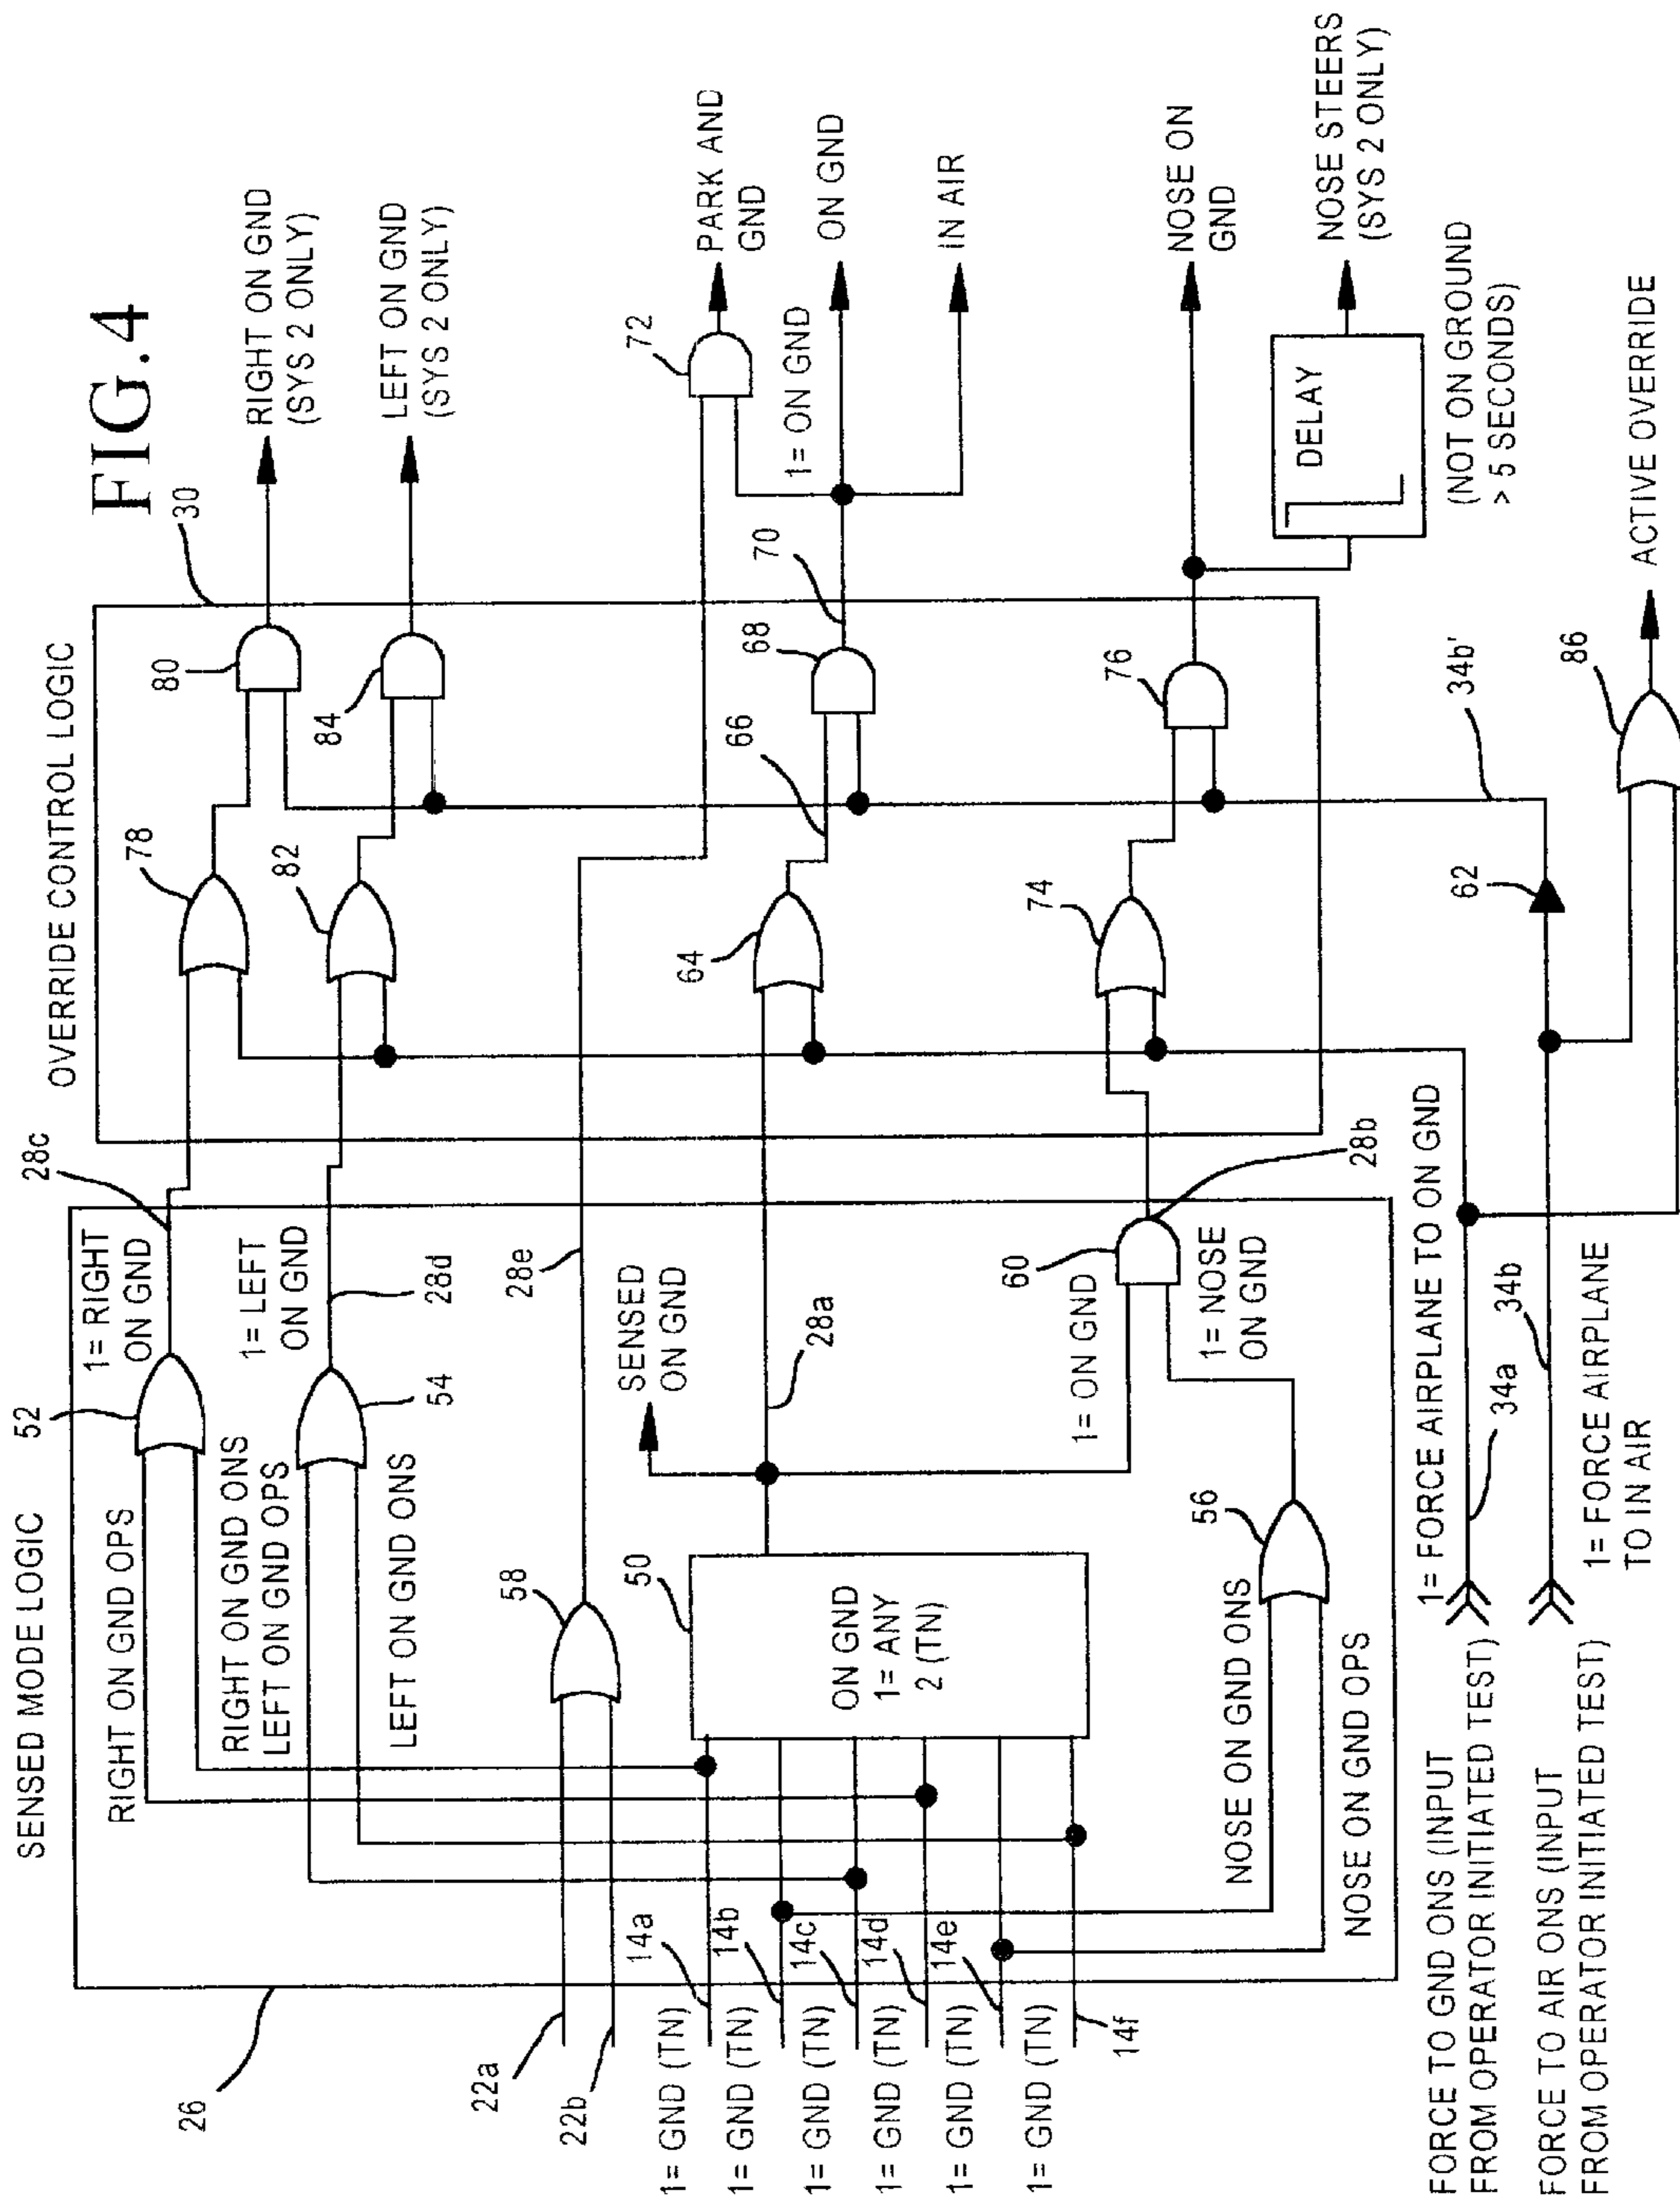 FIG.4
SENSED MODE LOGIC
OVERRIDE CONTROL LOGIC
26
52
RIGHT ON GND OPS
1= RIGHT
ON GND
28c
78
80
30
RIGHT ON GND
(SYS 2 ONLY)
RIGHT ON GND ONS
LEFT ON GND OPS
54
1= LEFT
ON GND
28d
82
84
LEFT ON GND
(SYS 2 ONLY)
LEFT ON GND ONS
22a
22b
58
28e
72
PARK AND
GND
SENSED
ON GND
50
ON GND
1= ANY
2 (TN)
28a
64
66
68
70
1= ON GND
ON GND
IN AIR
1= GND (TN)
14a
1= GND (TN)
14b
1= GND (TN)
14c
1= GND (TN)
14d
1= GND (TN)
14e
1= GND (TN)
14f
1= ON GND
60
1= NOSE
ON GND
28b
74
76
NOSE ON
GND
NOSE ON GND ONS
56
NOSE ON GND OPS
DELAY
NOSE STEERS
(SYS 2 ONLY)
(NOT ON GROUND
> 5 SECONDS)
FORCE TO GND ONS (INPUT
FROM OPERATOR INITIATED TEST)
1= FORCE AIRPLANE TO ON GND
34a
34b
62
34b'
86
ACTIVE OVERRIDE
FORCE TO AIR ONS (INPUT
FROM OPERATOR INITIATED TEST)
1= FORCE AIRPLANE
TO IN AIR